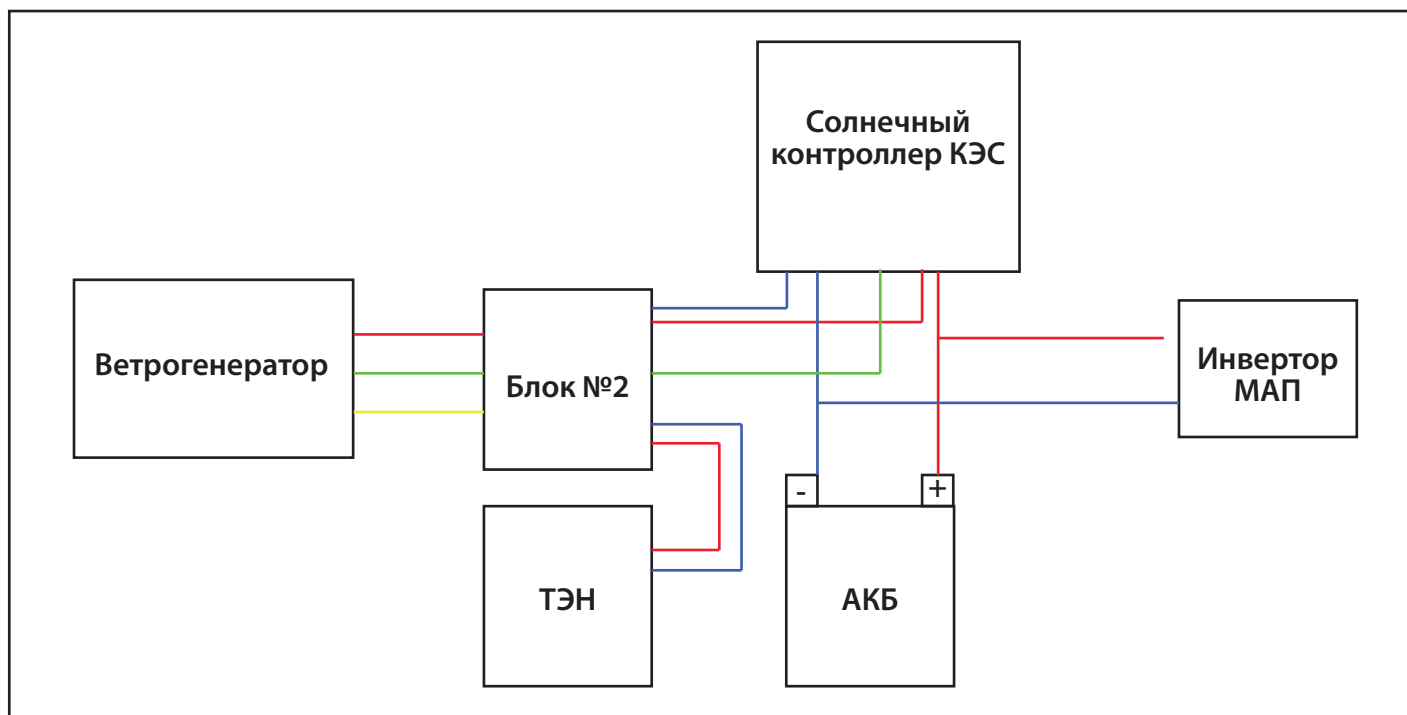 Солнечный
контроллер КЭС
Ветрогенератор
Блок №2
Инвертор
МАП
-
+
ТЭН
АКБ